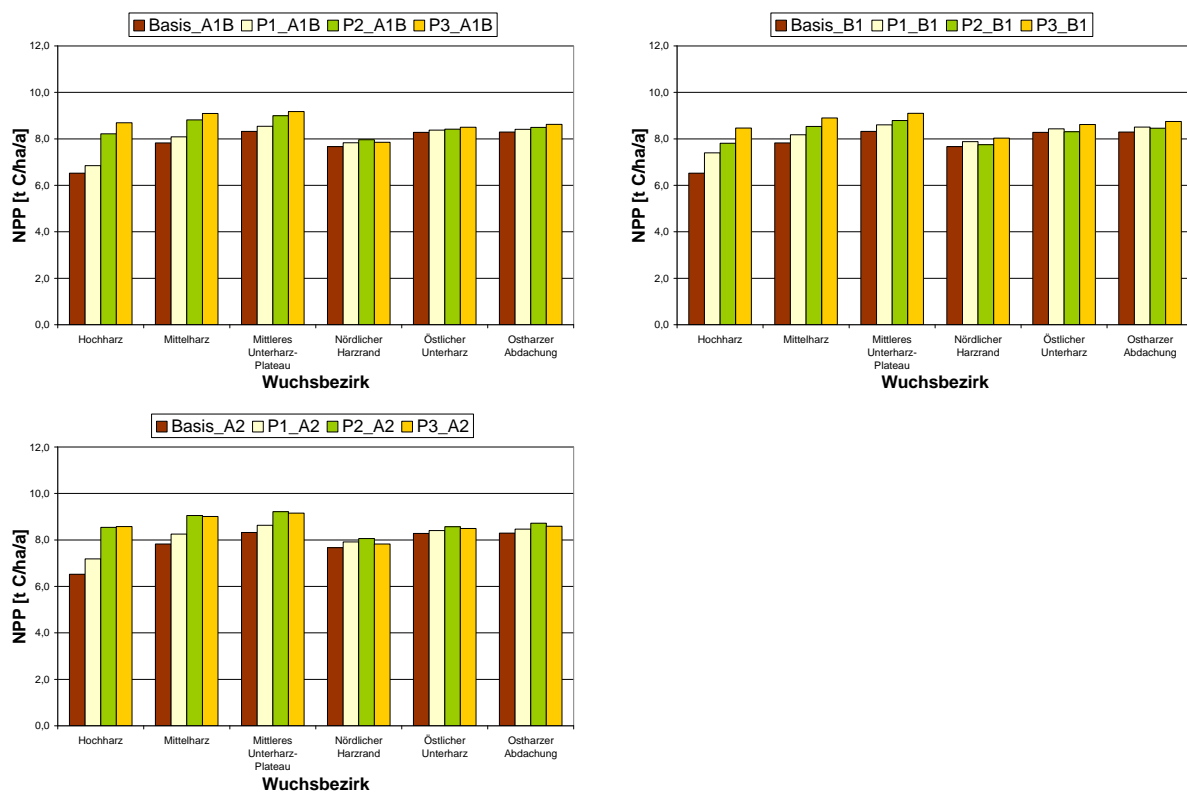 Basis_A1B P1_A1B P2_A1B P3_A1B
12,0
10,0
8,0
6,0
4,0
2,0
0,0
NPP [t C/ha/a]
Hochharz
Mittelharz
Mittleres
Unterharz-
Plateau
Nördlicher
Harzrand
Östlicher
Unterharz
Ostharzer
Abdachung
Wuchsbezirk
Basis_B1 P1_B1 P2_B1 P3_B1
12,0
10,0
8,0
6,0
4,0
2,0
0,0
NPP [t C/ha/a]
Hochharz
Mittelharz
Mittleres
Unterharz-
Plateau
Nördlicher
Harzrand
Östlicher
Unterharz
Ostharzer
Abdachung
Wuchsbezirk
Basis_A2 P1_A2 P2_A2 P3_A2
12,0
10,0
8,0
6,0
4,0
2,0
0,0
NPP [t C/ha/a]
Hochharz
Mittelharz
Mittleres
Unterharz-
Plateau
Nördlicher
Harzrand
Östlicher
Unterharz
Ostharzer
Abdachung
Wuchsbezirk